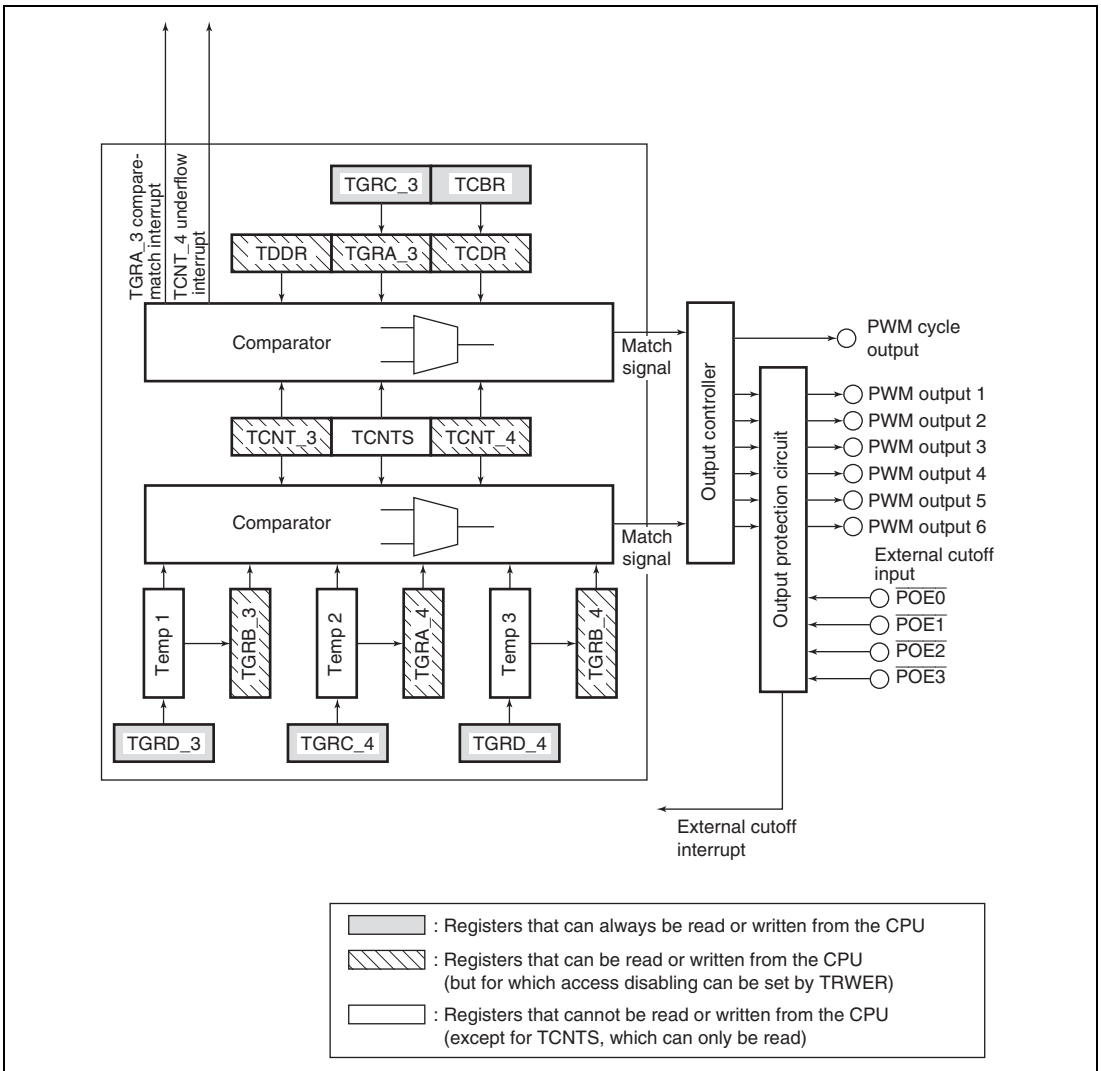 TGRA_3 compare-
match interrupt
TCNT_4 underflow
interrupt
TGRC_3
TCBR
TDDR
TGRA_3
TCDR
Comparator
Match
signal
TCNT_3
TCNTS
TCNT_4
Comparator
Match
signal
Temp 1
TGRB_3
Temp 2
TGRA_4
Temp 3
TGRB_4
TGRD_3
TGRC_4
TGRD_4
Output controller
Output protection circuit
PWM cycle
output
PWM output 1
PWM output 2
PWM output 3
PWM output 4
PWM output 5
PWM output 6
External cutoff
input
POE0
POE1
POE2
POE3
External cutoff
interrupt
: Registers that can always be read or written from the CPU
: Registers that can be read or written from the CPU
(but for which access disabling can be set by TRWER)
: Registers that cannot be read or written from the CPU
(except for TCNTS, which can only be read)